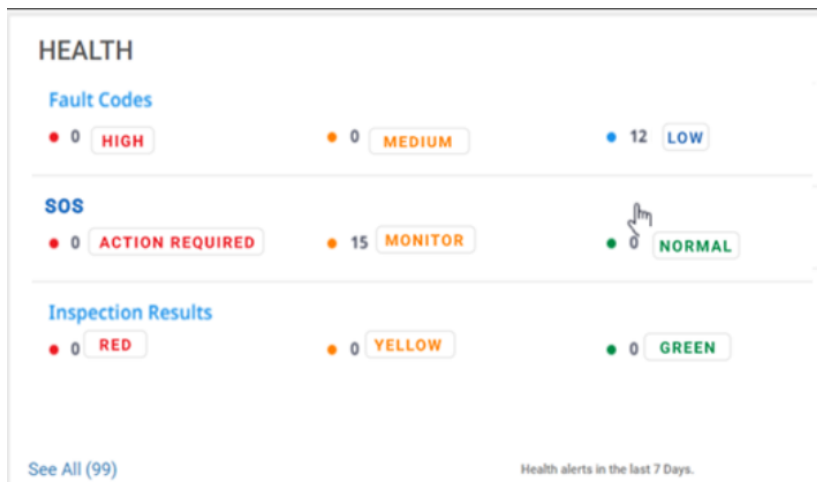 HEALTH
Fault Codes
0 HIGH 0 MEDIUM 12 LOW
SOS
0 ACTION REQUIRED 15 MONITOR 0 NORMAL
Inspection Results
0 RED 0 YELLOW 0 GREEN
See All (99) Health alerts in the last 7 Days.